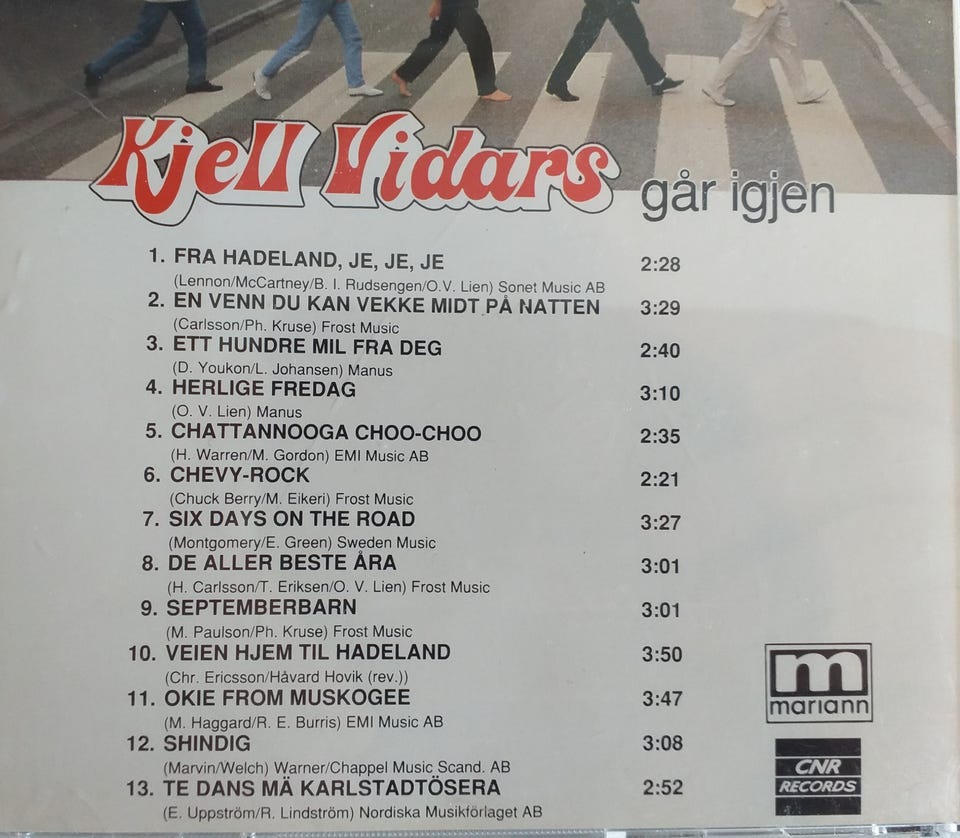 Kjell Vidars går igjen
1. FRA HADELAND, JE, JE, JE 2:28
(Lennon/McCartney/B. I. Rudsengen/O.V. Lien) Sonet Music AB
2. EN VENN DU KAN VEKKE MIDT PÅ NATTEN 3:29
(Carlsson/Ph. Kruse) Frost Music
3. ETT HUNDRE MIL FRA DEG 2:40
(D. Youkon/L. Johansen) Manus
4. HERLIGE FREDAG 3:10
(O. V. Lien) Manus
5. CHATTANNOOGA CHOO-CHOO 2:35
(H. Warren/M. Gordon) EMI Music AB
6. CHEVY-ROCK 2:21
(Chuck Berry/M. Eikeri) Frost Music
7. SIX DAYS ON THE ROAD 3:27
(Montgomery/E. Green) Sweden Music
8. DE ALLER BESTE ÅRA 3:01
(H. Carlsson/T. Eriksen/O. V. Lien) Frost Music
9. SEPTEMBERBARN 3:01
(M. Paulson/Ph. Kruse) Frost Music
10. VEIEN HJEM TIL HADELAND 3:50
(Chr. Ericsson/Håvard Hovik (rev.))
11. OKIE FROM MUSKOGEE 3:47
(M. Haggard/R. E. Burris) EMI Music AB
12. SHINDIG 3:08
(Marvin/Welch) Warner/Chappel Music Scand. AB
13. TE DANS MÄ KARLSTADTÖSERA 2:52
(E. Uppström/R. Lindström) Nordiska Musikförlaget AB
m
mariann
CNR
RECORDS